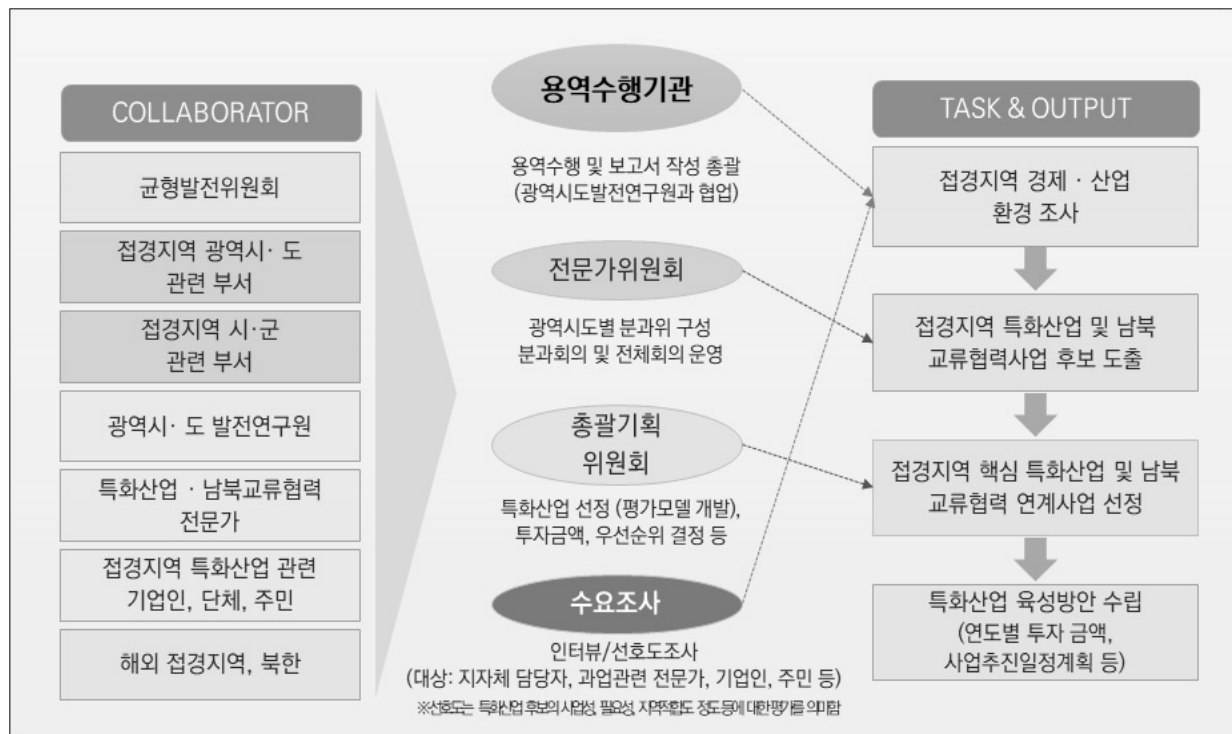 COLLABORATOR
균형발전위원회
접경지역 광역시· 도
관련 부서
접경지역 시·군
관련 부서
광역시· 도 발전연구원
특화산업 · 남북교류협력
전문가
접경지역 특화산업 관련
기업인, 단체, 주민
해외 접경지역, 북한
용역수행기관
용역수행 및 보고서 작성 총괄
(광역시도발전연구원과 협업)
전문가위원회
광역시도별 분과위 구성
분과회의 및 전체회의 운영
총괄기획
위원회
특화산업 선정 (평가모델 개발),
투자금액, 우선순위 결정 등
수요조사
인터뷰/선호도조사
(대상: 지자체 담당자, 과업관련 전문가, 기업인, 주민 등)
※선호도는 특화산업 후보의 사업성, 필요성, 지역적합도 정도 등에 대한 평가를 의미함
TASK & OUTPUT
접경지역 경제 · 산업
환경 조사
접경지역 특화산업 및 남북
교류협력사업 후보 도출
접경지역 핵심 특화산업 및 남북
교류협력 연계사업 선정
특화산업 육성방안 수립
(연도별 투자 금액,
사업추진일정계획 등)